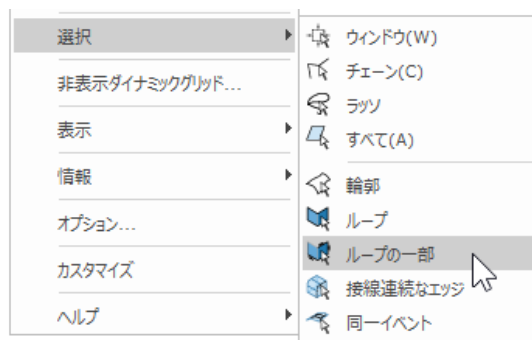 選択
非表示ダイナミックグリッド...
表示
情報
オプション...
カスタマイズ
ヘルプ
ウィンドウ(W)
チェーン(C)
ラッソ
すべて(A)
輪郭
ループ
ループの一部
接線連続なエッジ
同一イベント